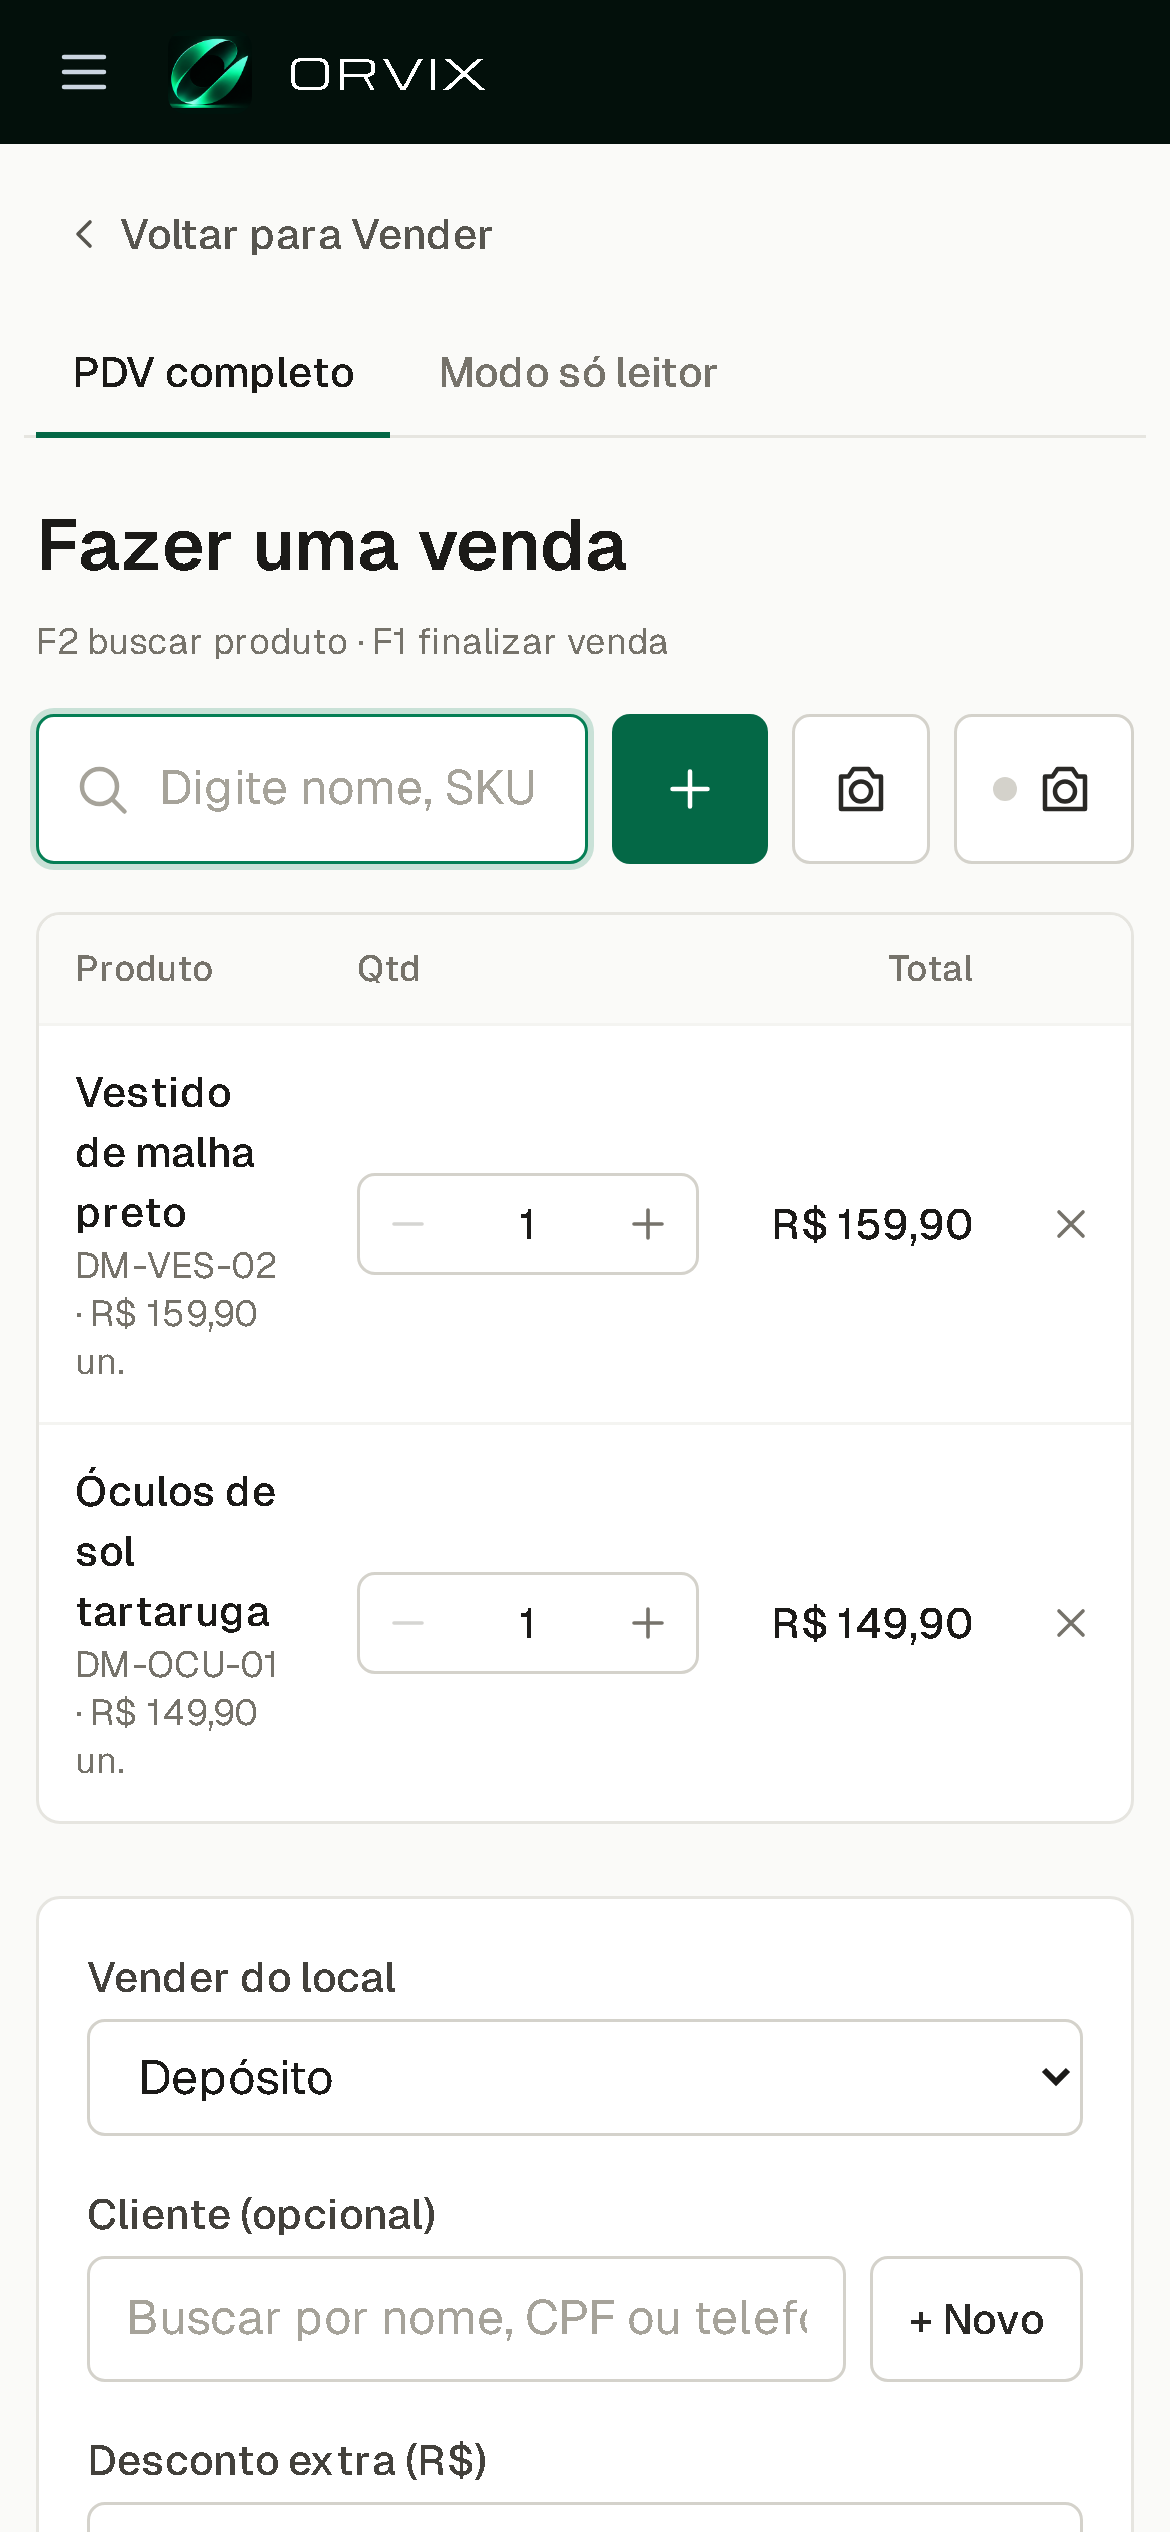 ORVIX
Voltar para Vender
PDV completo
Modo só leitor
Fazer uma venda
F2 buscar produto · F1 finalizar venda
Digite nome, SKU
Produto
Qtd
Total
Vestido
de malha
preto
DM-VES-02
· R$ 159,90
un.
1
R$ 159,90
Óculos de
sol
tartaruga
DM-OCU-01
· R$ 149,90
un.
1
R$ 149,90
Vender do local
Depósito
Cliente (opcional)
Buscar por nome, CPF ou telefo
+ Novo
Desconto extra (R$)